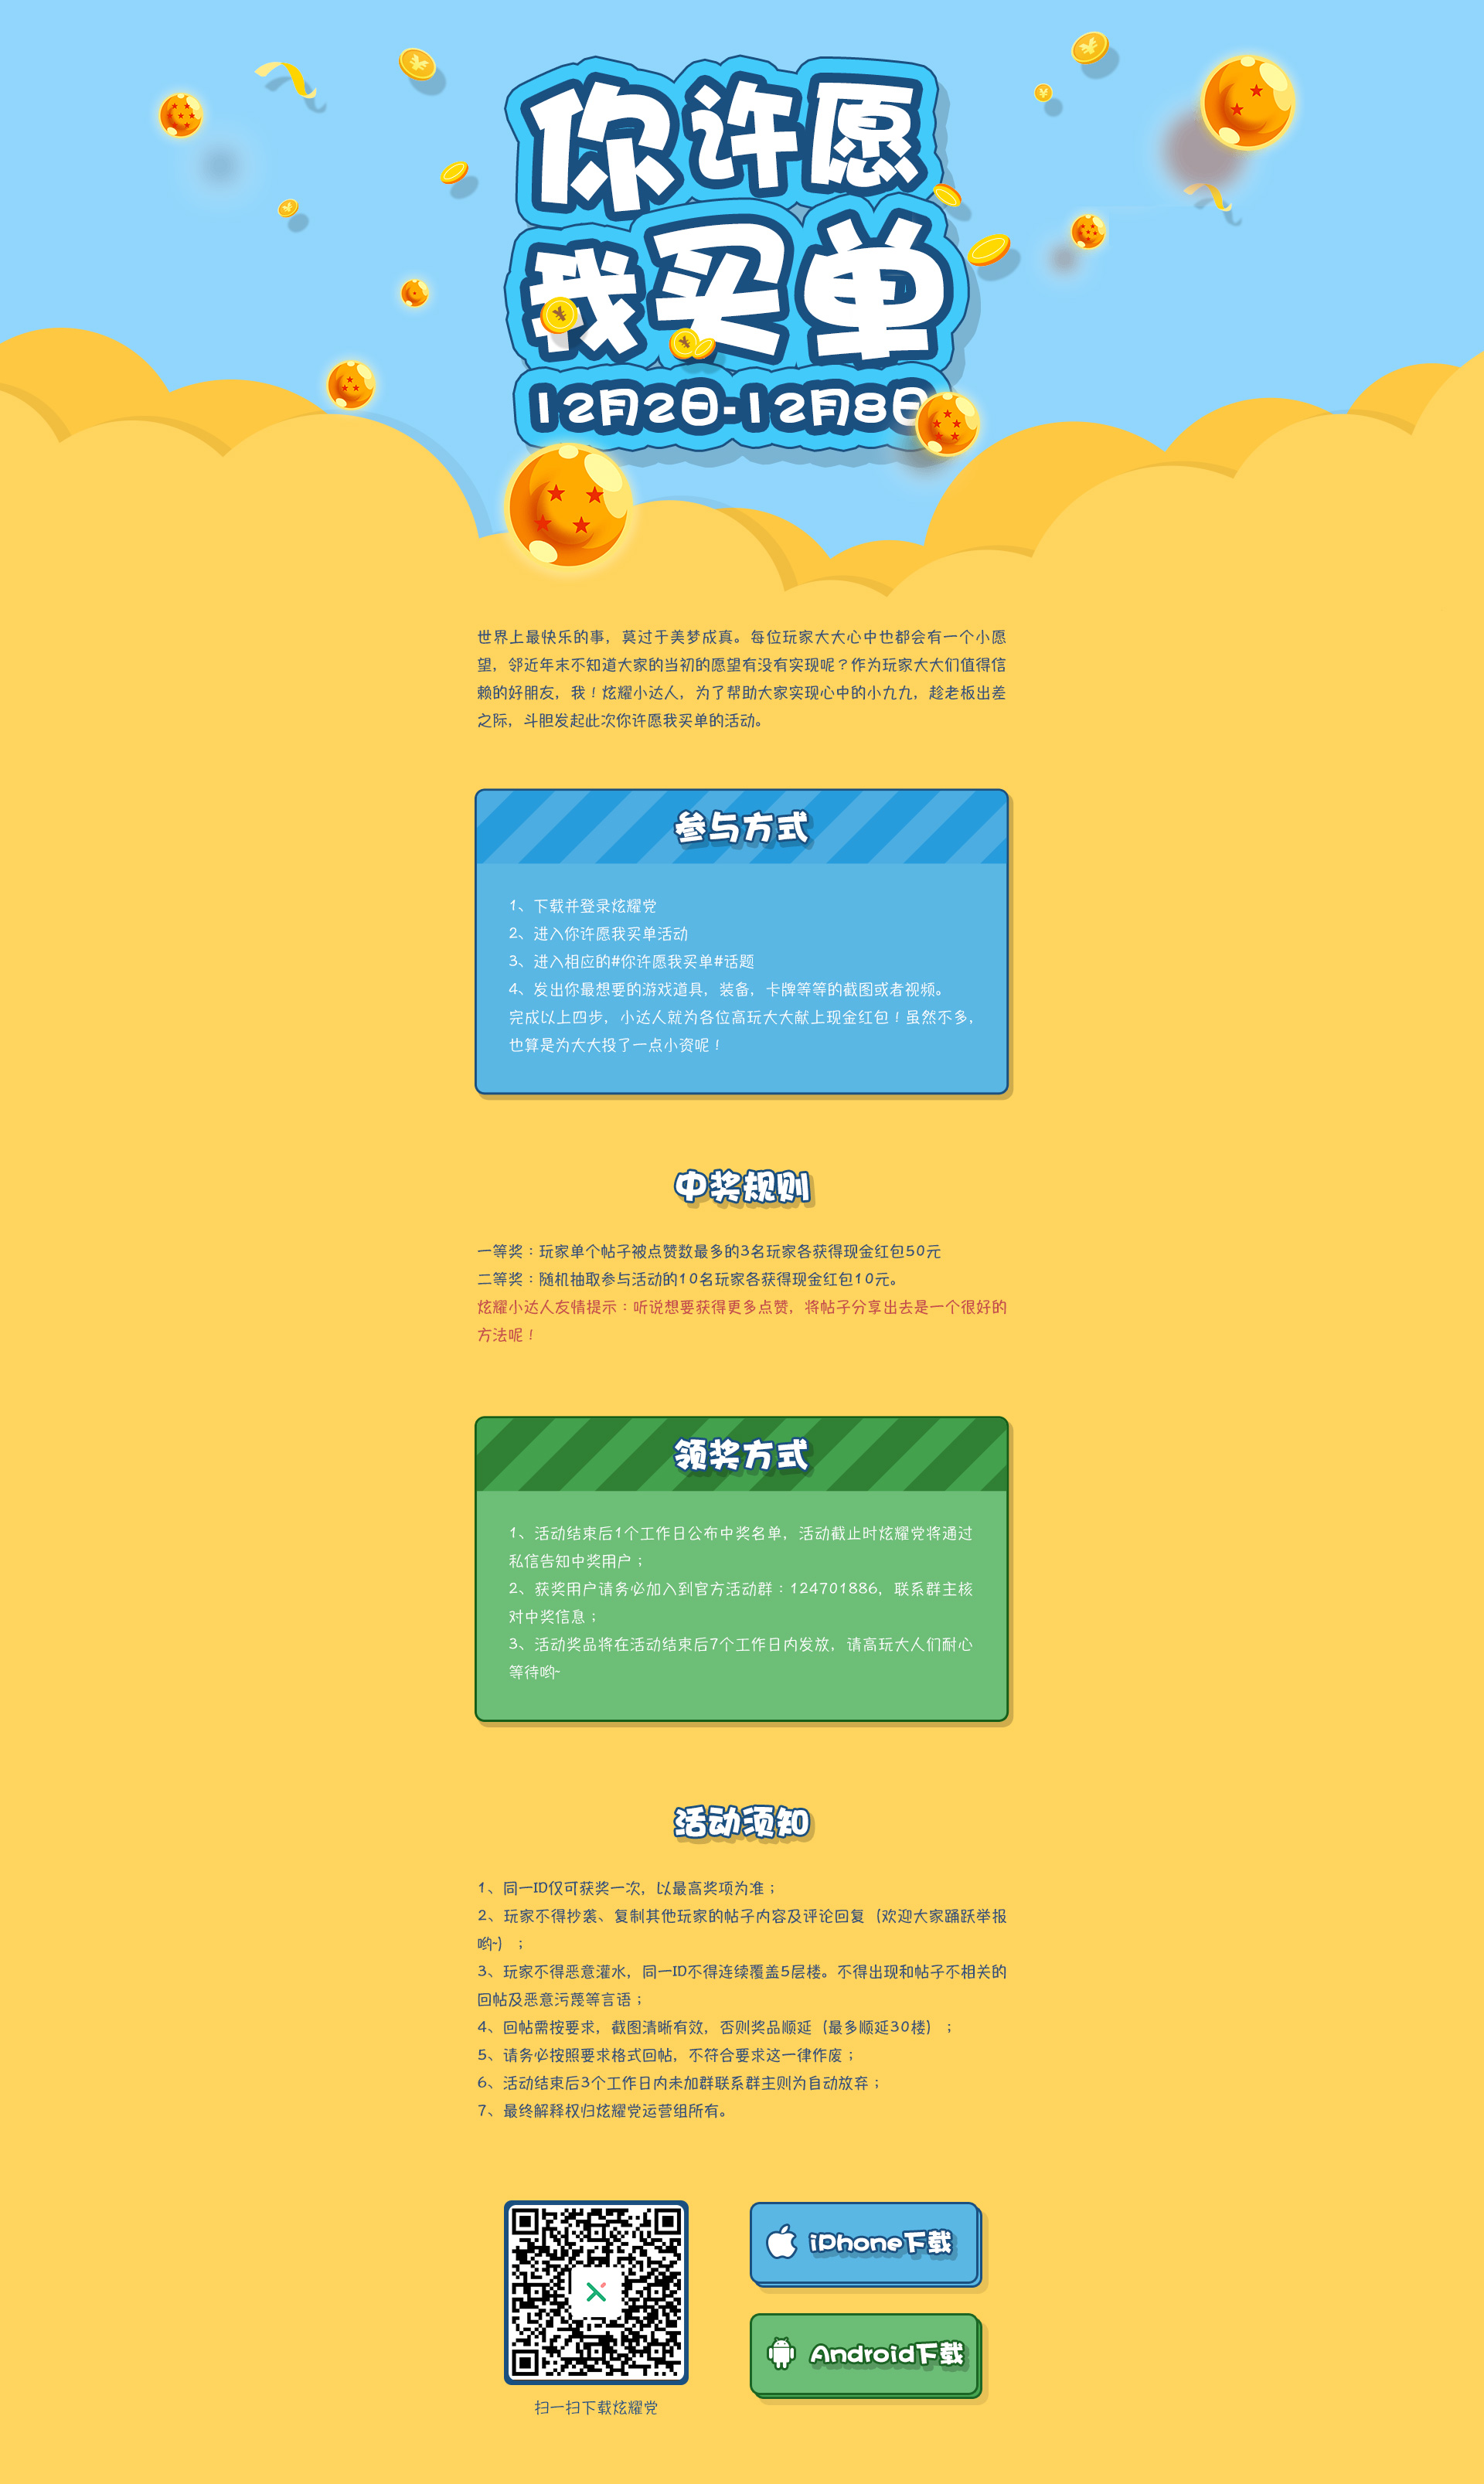 你许愿
我买单
12月2日-12月8日
世界上最快乐的事，莫过于美梦成真。每位玩家大大心中也都会有一个小愿
望，邻近年末不知道大家的当初的愿望有没有实现呢？作为玩家大大们值得信
赖的好朋友，我！炫耀小达人，为了帮助大家实现心中的小九九，趁老板出差
之际，斗胆发起此次你许愿我买单的活动。
参与方式
1、下载并登录炫耀党
2、进入你许愿我买单活动
3、进入相应的#你许愿我买单#话题
4、发出你最想要的游戏道具，装备，卡牌等等的截图或者视频。
完成以上四步，小达人就为各位高玩大大献上现金红包！虽然不多，
也算是为大大投了一点小资呢！
中奖规则
一等奖：玩家单个帖子被点赞数最多的3名玩家各获得现金红包50元
二等奖：随机抽取参与活动的10名玩家各获得现金红包10元。
炫耀小达人友情提示：听说想要获得更多点赞，将帖子分享出去是一个很好的
方法呢！
领奖方式
1、活动结束后1个工作日公布中奖名单，活动截止时炫耀党将通过
私信告知中奖用户；
2、获奖用户请务必加入到官方活动群：124701886，联系群主核
对中奖信息；
3、活动奖品将在活动结束后7个工作日内发放，请高玩大人们耐心
等待哟~
活动须知
1、同一ID仅可获奖一次，以最高奖项为准；
2、玩家不得抄袭、复制其他玩家的帖子内容及评论回复（欢迎大家踊跃举报
哟~）；
3、玩家不得恶意灌水，同一ID不得连续覆盖5层楼。不得出现和帖子不相关的
回帖及恶意污蔑等言语；
4、回帖需按要求，截图清晰有效，否则奖品顺延（最多顺延30楼）；
5、请务必按照要求格式回帖，不符合要求这一律作废；
6、活动结束后3个工作日内未加群联系群主则为自动放弃；
7、最终解释权归炫耀党运营组所有。
iPhone下载
Android下载
扫一扫下载炫耀党